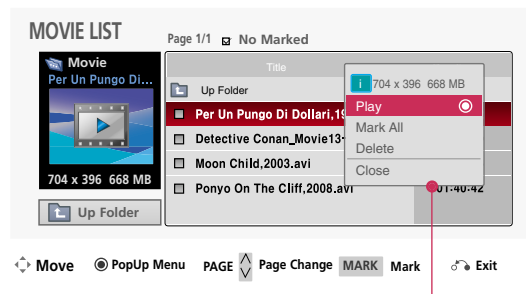 MOVIE LIST
Page 1/1 No Marked
Movie
Per Un Pungo Di...
704 x 396 668 MB
Up Folder
Title
Up Folder
Per Un Pungo Di Dollari,19
Detective Conan_Movie13
Moon Child,2003.avi
Ponyo On The Cliff,2008.avi
01:40:42
i 704 x 396 668 MB
Play
Mark All
Delete
Close
Move PopUp Menu PAGE Page Change MARK Mark Exit